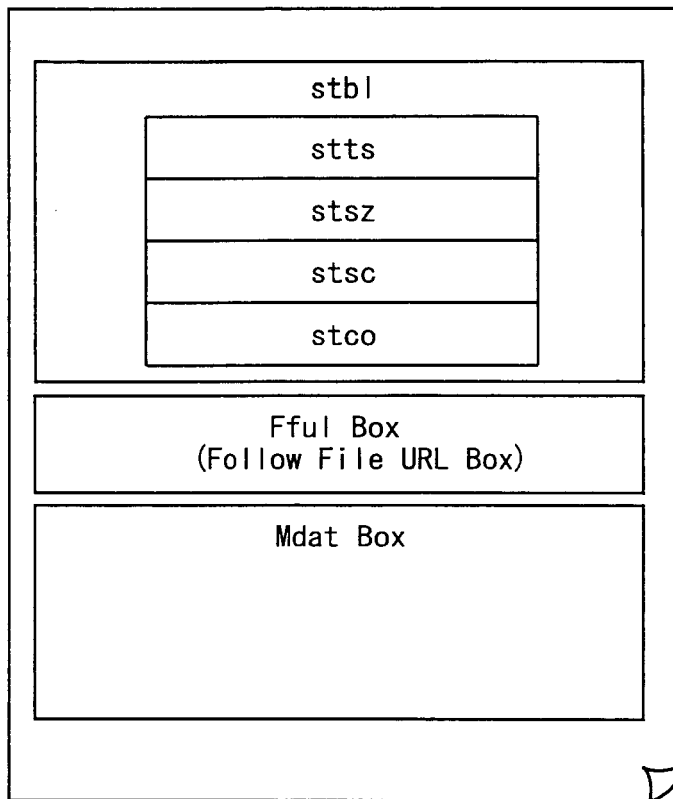 stbl
stts
stsz
stsc
stco
Fful Box
(Follow File URL Box)
Mdat Box